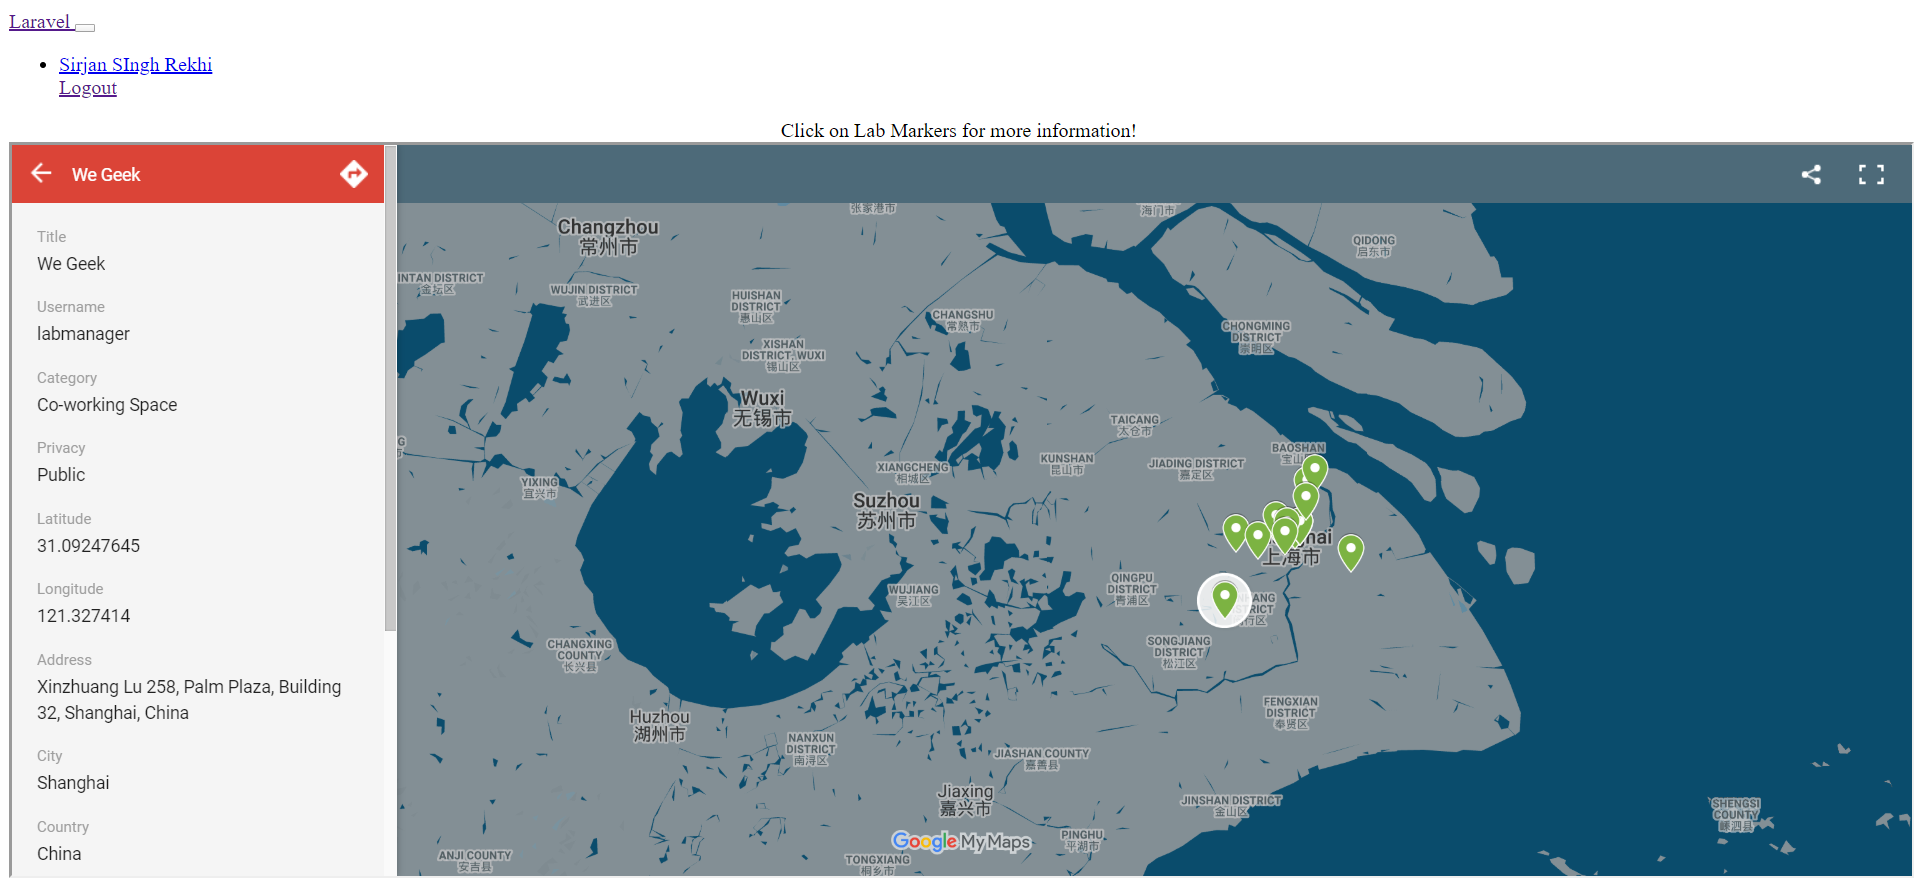 Laravel
Sirjan SIngh Rekhi
Logout
Click on Lab Markers for more information!
We Geek
Title
We Geek
Username
labmanager
Category
Co-working Space
Privacy
Public
Latitude
31.09247645
Longitude
121.327414
Address
Xinzhuang Lu 258, Palm Plaza, Building
32, Shanghai, China
City
Shanghai
Country
China
张家港市
海门市
Changzhou
常州市
QIDONG
启东市
INTAN DISTRICT
金坛区
WUJIN DISTRICT
武进区
HUISHAN
DISTRICT
惠山区
CHANGSHU
常熟市
CHONGMING
DISTRICT
崇明区
XISHAN
DISTRICT, WUXI
锡山区
Wuxi
无锡市
TAICANG
太仓市
BAOSHAN
宝山
KUNSHAN
昆山市
JIADING DISTRICT
嘉定区
XIANGCHENG
相城区
YIXING
宜兴市
Suzhou
苏州市
hai
上海市
QINGPU
DISTRICT
青浦区
HANG
TRICT
行区
WUJIANG
吴江区
CHANGXING
COUNTY
长兴县
SONGJIANG
DISTRICT
松江区
FENGXIAN
DISTRICT
奉贤区
Huzhou
湖州市
NANXUN
DISTRICT
南浔区
JIASHAN COUNTY
嘉善县
Jiaxing
嘉兴市
JINSHAN DISTRICT
金山区
SHENGSI
COUNTY
嵊泗县
Google My Maps
PINGHU
平湖市
ANJI COUNTY
安吉县
TONGXIANG
桐乡市